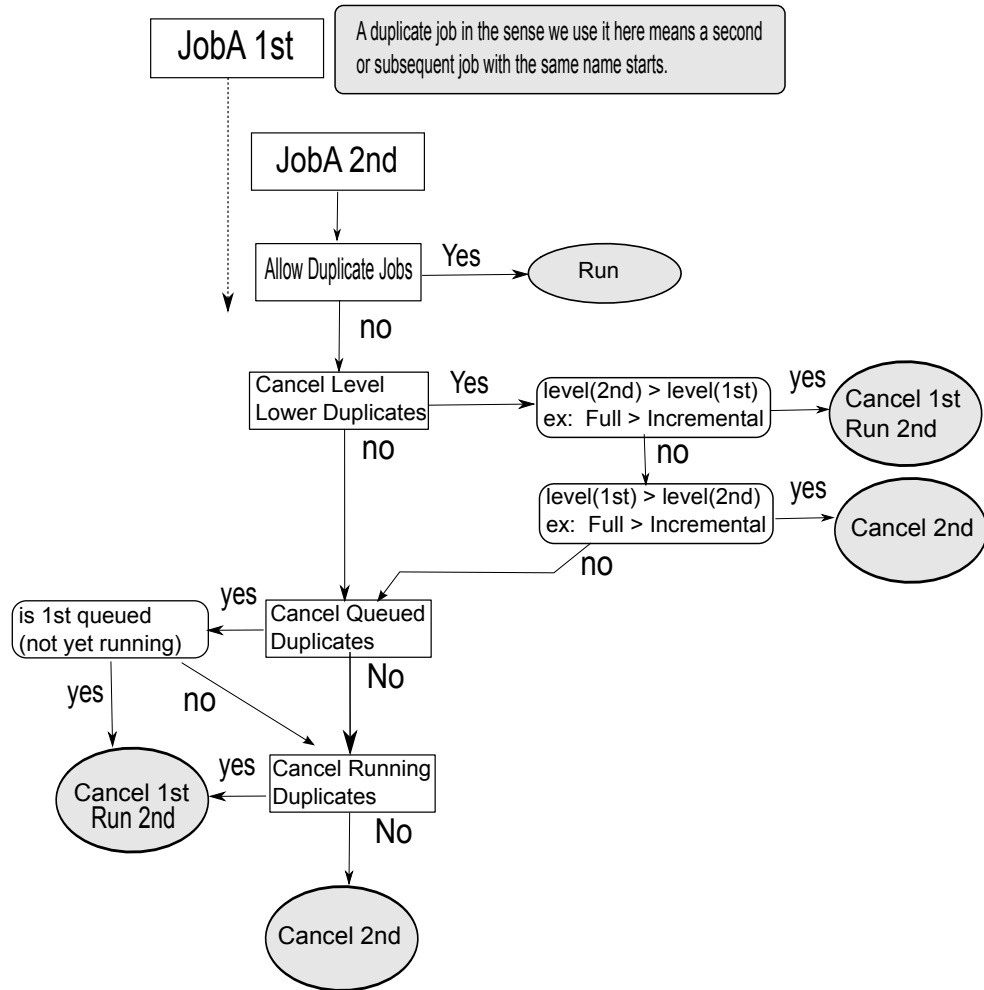 JobA 1st
A duplicate job in the sense we use it here means a second
or subsequent job with the same name starts.
JobA 2nd
Allow Duplicate Jobs
Yes
Run
no
Cancel Level
Lower Duplicates
Yes
level(2nd) > level(1st)
ex: Full > Incremental
yes
Cancel 1st
Run 2nd
no
no
level(1st) > level(2nd)
ex: Full > Incremental
yes
Cancel 2nd
no
Cancel Queued
Duplicates
yes
is 1st queued
(not yet running)
yes
no
No
Cancel Running
Duplicates
yes
Cancel 1st
Run 2nd
No
Cancel 2nd